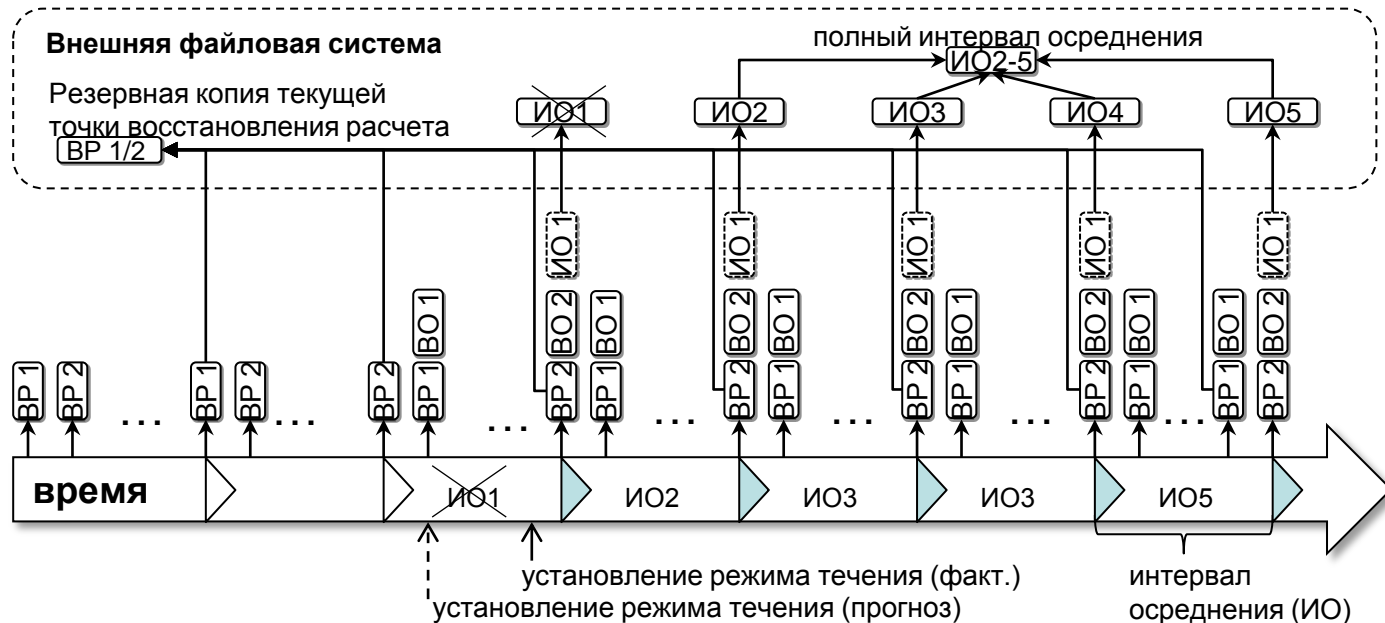 Внешняя файловая система
полный интервал осреднения
ИО2-5
Резервная копия текущей
точки восстановления расчета
ИО1
ИО2
ИО3
ИО4
ИО5
ВР 1/2
ИО 1
ИО 1
ИО 1
ИО 1
ИО 1
ВО 1
ВО 2
ВО 1
ВО 2
ВО 1
ВО 2
ВО 1
ВО 2
ВО 1
ВО 2
ВР 1
ВР 2
...
ВР 1
ВР 2
...
ВР 2
ВР 1
...
ВР 2
ВР 1
...
ВР 2
ВР 1
...
ВР 2
ВР 1
...
ВР 2
ВР 1
...
ВР 1
ВР 2
время
ИО1
ИО2
ИО3
ИО3
ИО5
установление режима течения (факт.)
установление режима течения (прогноз)
интервал
осреднения (ИО)